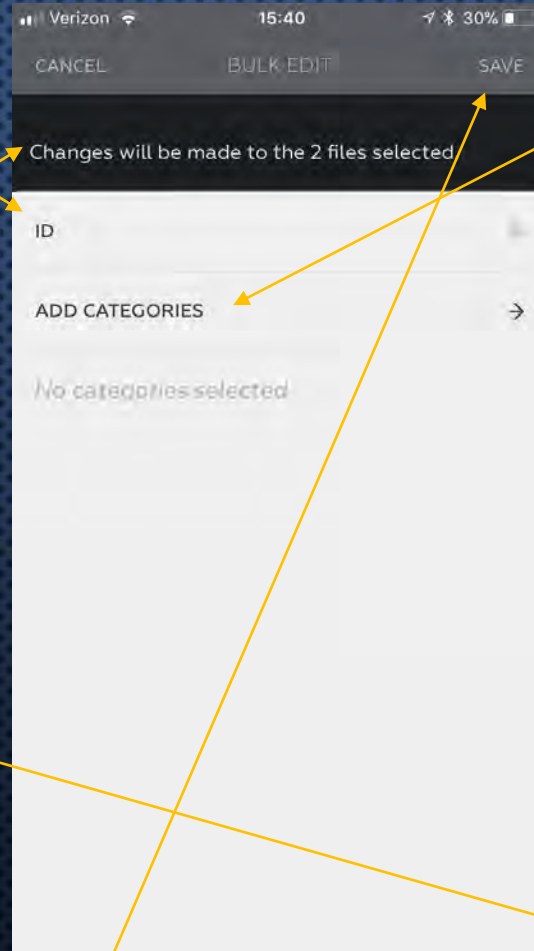 Verizon 15:40 30%
CANCEL BULK EDIT SAVE
Changes will be made to the 2 files selected
ID
ADD CATEGORIES →
No categories selected